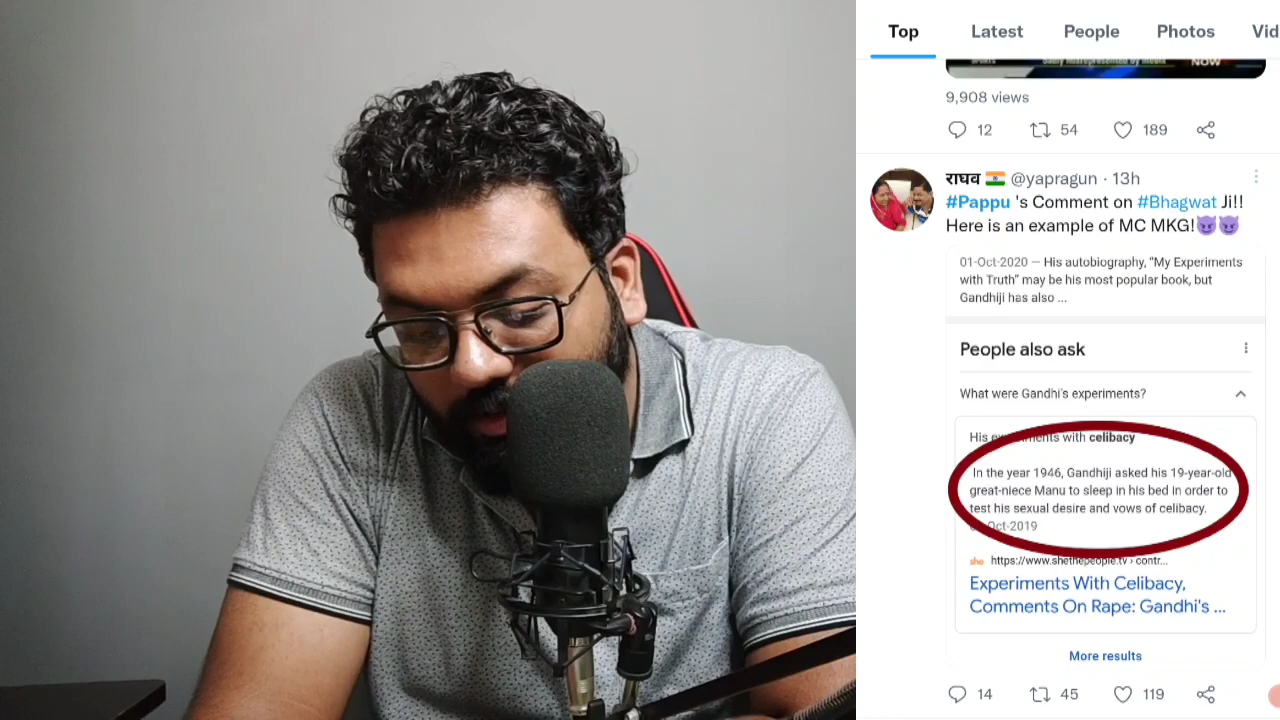 Top Latest People Photos Vid
NOW
9,908 views
12 54 189
राघव @yapragun · 13h
#Pappu 's Comment on #Bhagwat Ji!!
Here is an example of MC MKG!
01-Oct-2020 — His autobiography, “My Experiments
with Truth” may be his most popular book, but
Gandhiji has also ...
People also ask
What were Gandhi's experiments?
His with celibacy
In the year 1946, Gandhiji asked his 19-year-old
great-niece Manu to sleep in his bed in order to
test his sexual desire and vows of celibacy.
Oct-2019
she https://www.shethepeople.tv › contr...
Experiments With Celibacy,
Comments On Rape: Gandhi's ...
More results
14 45 119